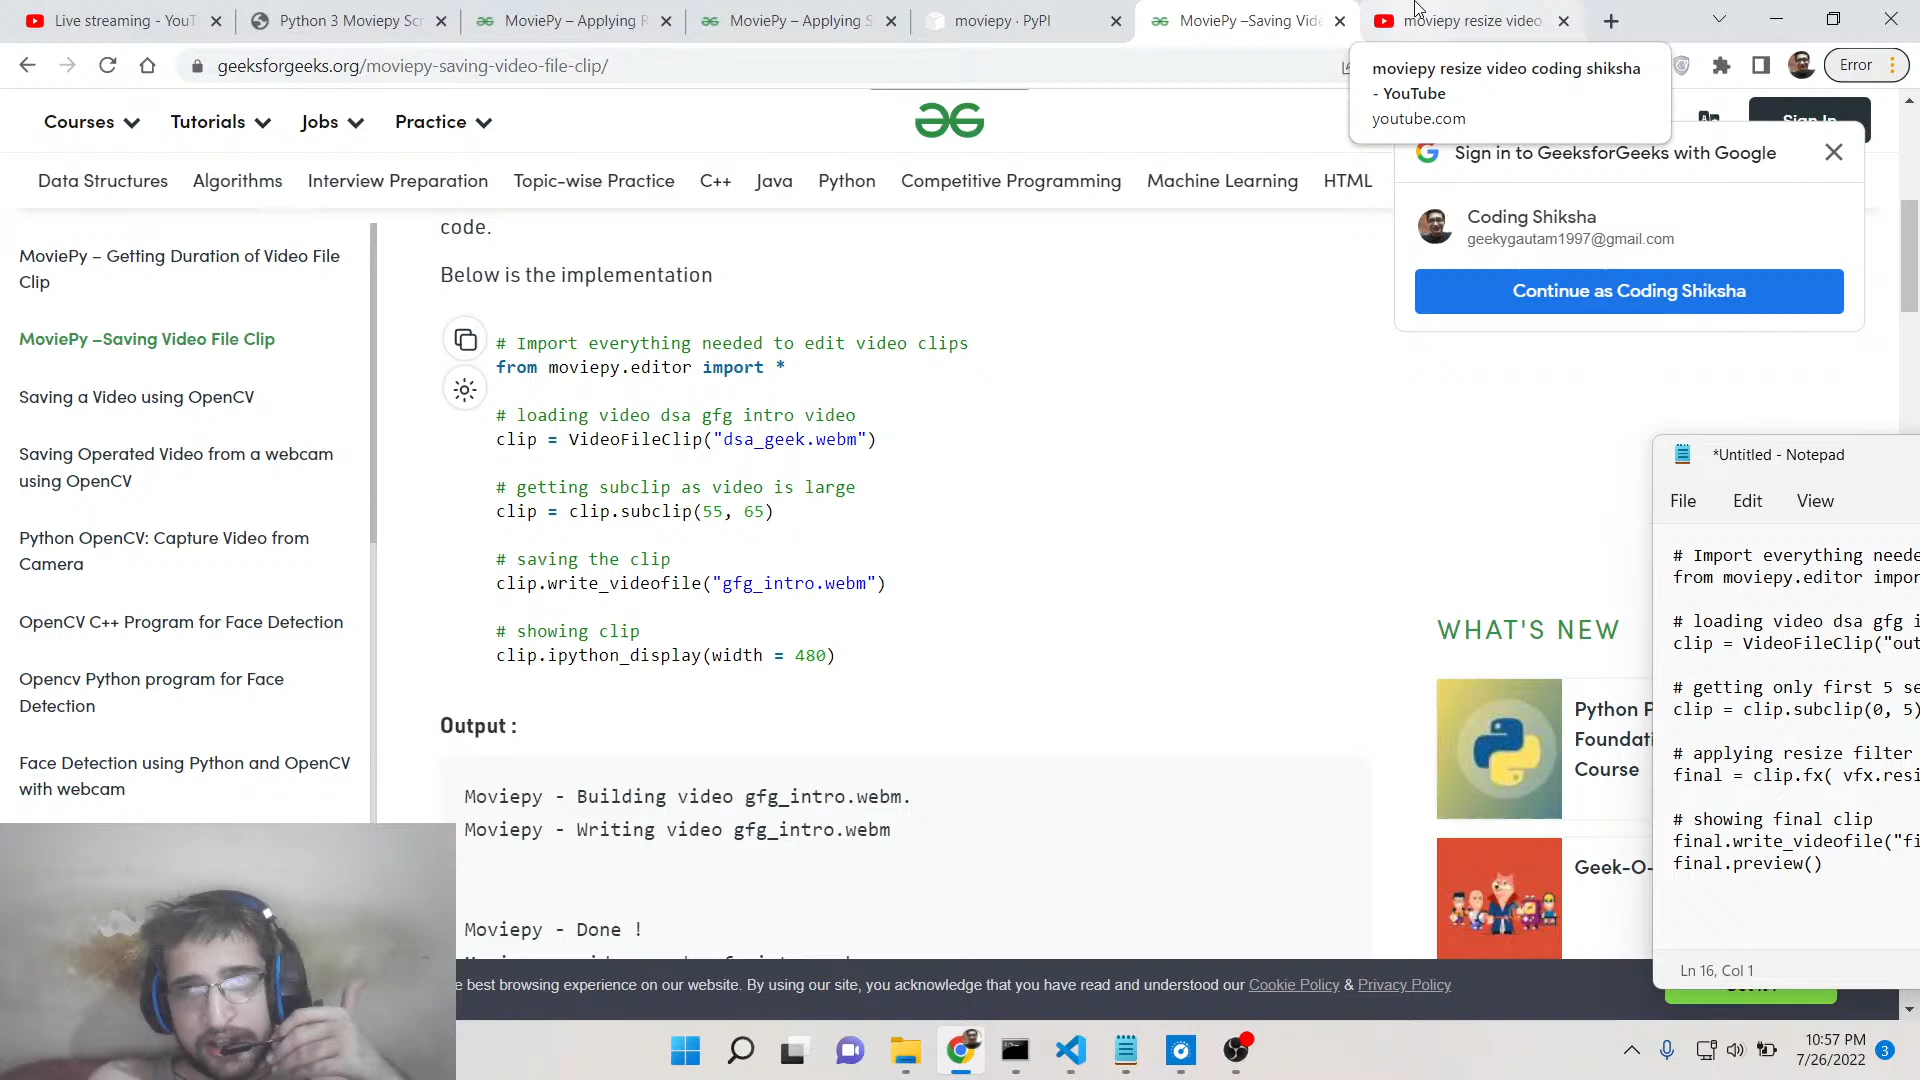 Live streaming - YouT
Python 3 Moviepy Scr
MoviePy – Applying R
MoviePy – Applying S
moviepy · PyPI
MoviePy –Saving Vide
moviepy resize video
geeksforgeeks.org/moviepy-saving-video-file-clip/
Error
moviepy resize video coding shiksha
- YouTube
youtube.com
Courses
Tutorials
Jobs
Practice
Sign In
Sign in to GeeksforGeeks with Google
Data Structures
Algorithms
Interview Preparation
Topic-wise Practice
C++
Java
Python
Competitive Programming
Machine Learning
HTML
Coding Shiksha
geekygautam1997@gmail.com
Continue as Coding Shiksha
MoviePy – Getting Duration of Video File
Clip
MoviePy –Saving Video File Clip
Saving a Video using OpenCV
Saving Operated Video from a webcam
using OpenCV
Python OpenCV: Capture Video from
Camera
OpenCV C++ Program for Face Detection
Opencv Python program for Face
Detection
Face Detection using Python and OpenCV
with webcam
code.
Below is the implementation
# Import everything needed to edit video clips
from moviepy.editor import *
# loading video dsa gfg intro video
clip = VideoFileClip("dsa_geek.webm")
# getting subclip as video is large
clip = clip.subclip(55, 65)
# saving the clip
clip.write_videofile("gfg_intro.webm")
# showing clip
clip.ipython_display(width = 480)
Output :
Moviepy - Building video gfg_intro.webm.
Moviepy - Writing video gfg_intro.webm
Moviepy - Done !
WHAT'S NEW
Python P
Foundati
Course
Geek-O-
*Untitled - Notepad
File
Edit
View
# Import everything neede
from moviepy.editor impor
# loading video dsa gfg i
clip = VideoFileClip("out
# getting only first 5 se
clip = clip.subclip(0, 5)
# applying resize filter
final = clip.fx( vfx.resi
# showing final clip
final.write_videofile("fi
final.preview()
Ln 16, Col 1
e best browsing experience on our website. By using our site, you acknowledge that you have read and understood our Cookie Policy & Privacy Policy
10:57 PM
7/26/2022
3